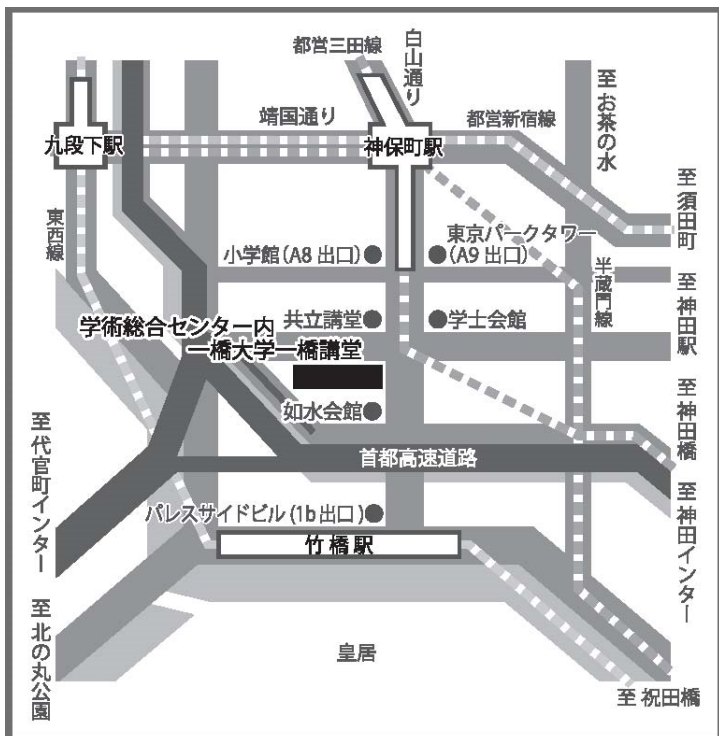 都営三田線
白山通り
靖国通り
都営新宿線
至 お茶の水
九段下駅
神保町駅
至 須田町
東西線
小学館(A8 出口)
東京パークタワー
(A9 出口)
半蔵門線
至 神田駅
共立講堂
学士会館
学術総合センター内
一橋大学一橋講堂
如水会館
至 神田橋
至 代官町インター
首都高速道路
至 神田インター
パレスサイドビル(1b 出口)
竹橋駅
至 北の丸公園
皇居
至 祝田橋